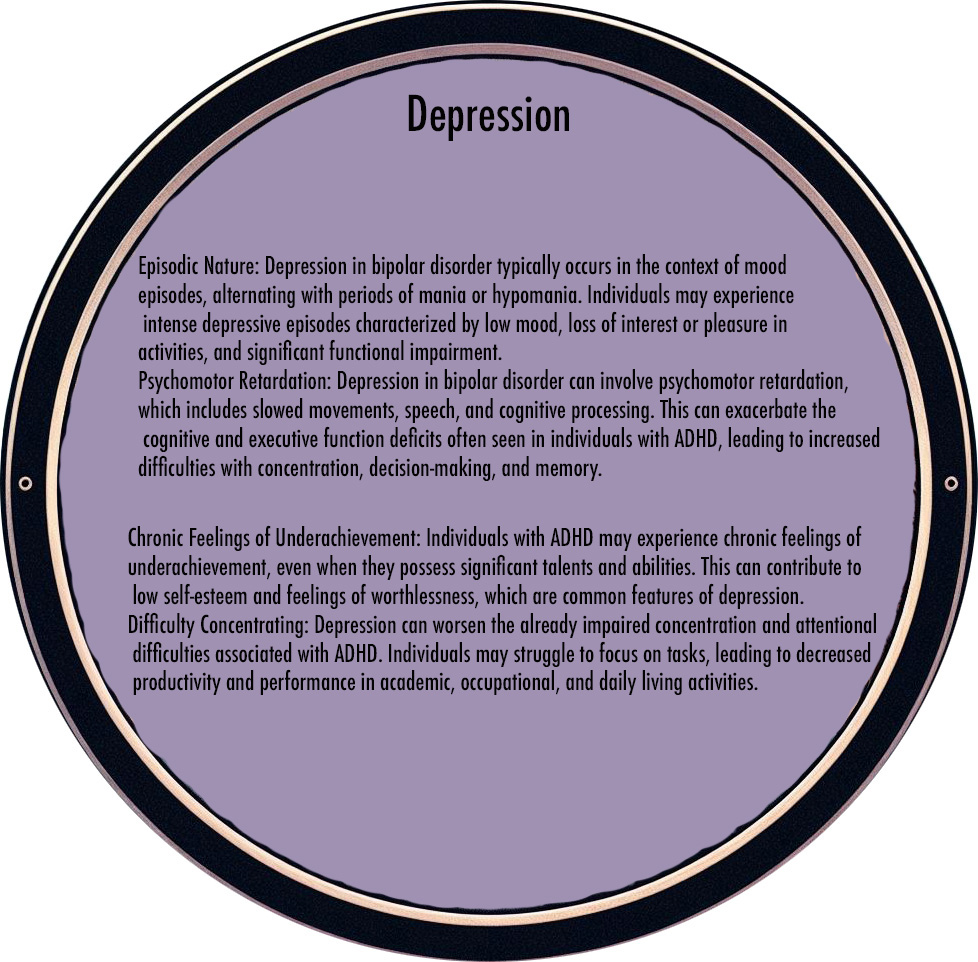 Depression
Episodic Nature: Depression in bipolar disorder typically occurs in the context of mood
episodes, alternating with periods of mania or hypomania. Individuals may experience
intense depressive episodes characterized by low mood, loss of interest or pleasure in
activities, and significant functional impairment.
Psychomotor Retardation: Depression in bipolar disorder can involve psychomotor retardation,
which includes slowed movements, speech, and cognitive processing. This can exacerbate the
cognitive and executive function deficits often seen in individuals with ADHD, leading to increased
difficulties with concentration, decision-making, and memory.
Chronic Feelings of Underachievement: Individuals with ADHD may experience chronic feelings of
underachievement, even when they possess significant talents and abilities. This can contribute to
low self-esteem and feelings of worthlessness, which are common features of depression.
Difficulty Concentrating: Depression can worsen the already impaired concentration and attentional
difficulties associated with ADHD. Individuals may struggle to focus on tasks, leading to decreased
productivity and performance in academic, occupational, and daily living activities.